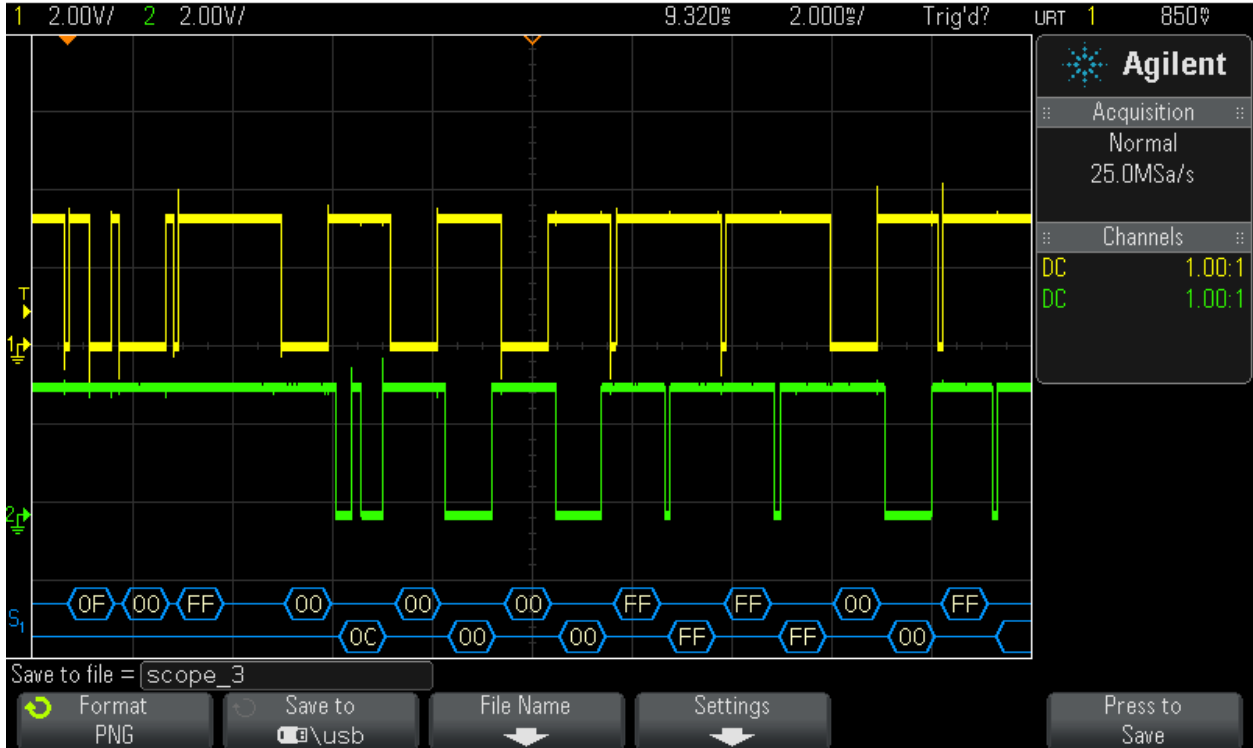 1 2.00V/ 2 2.00V/ 9.320ms 2.000ms/ Trig'd? URT 1 850mV
Agilent
Acquisition
Normal
25.0MSa/s
Channels
DC 1.00:1
DC 1.00:1
T
1
2
0F 00 FF 00 00 00 FF FF 00 FF
S1
0C 00 00 FF FF 00
Save to file = scope_3
Format Save to File Name Settings Press to
PNG \usb Save